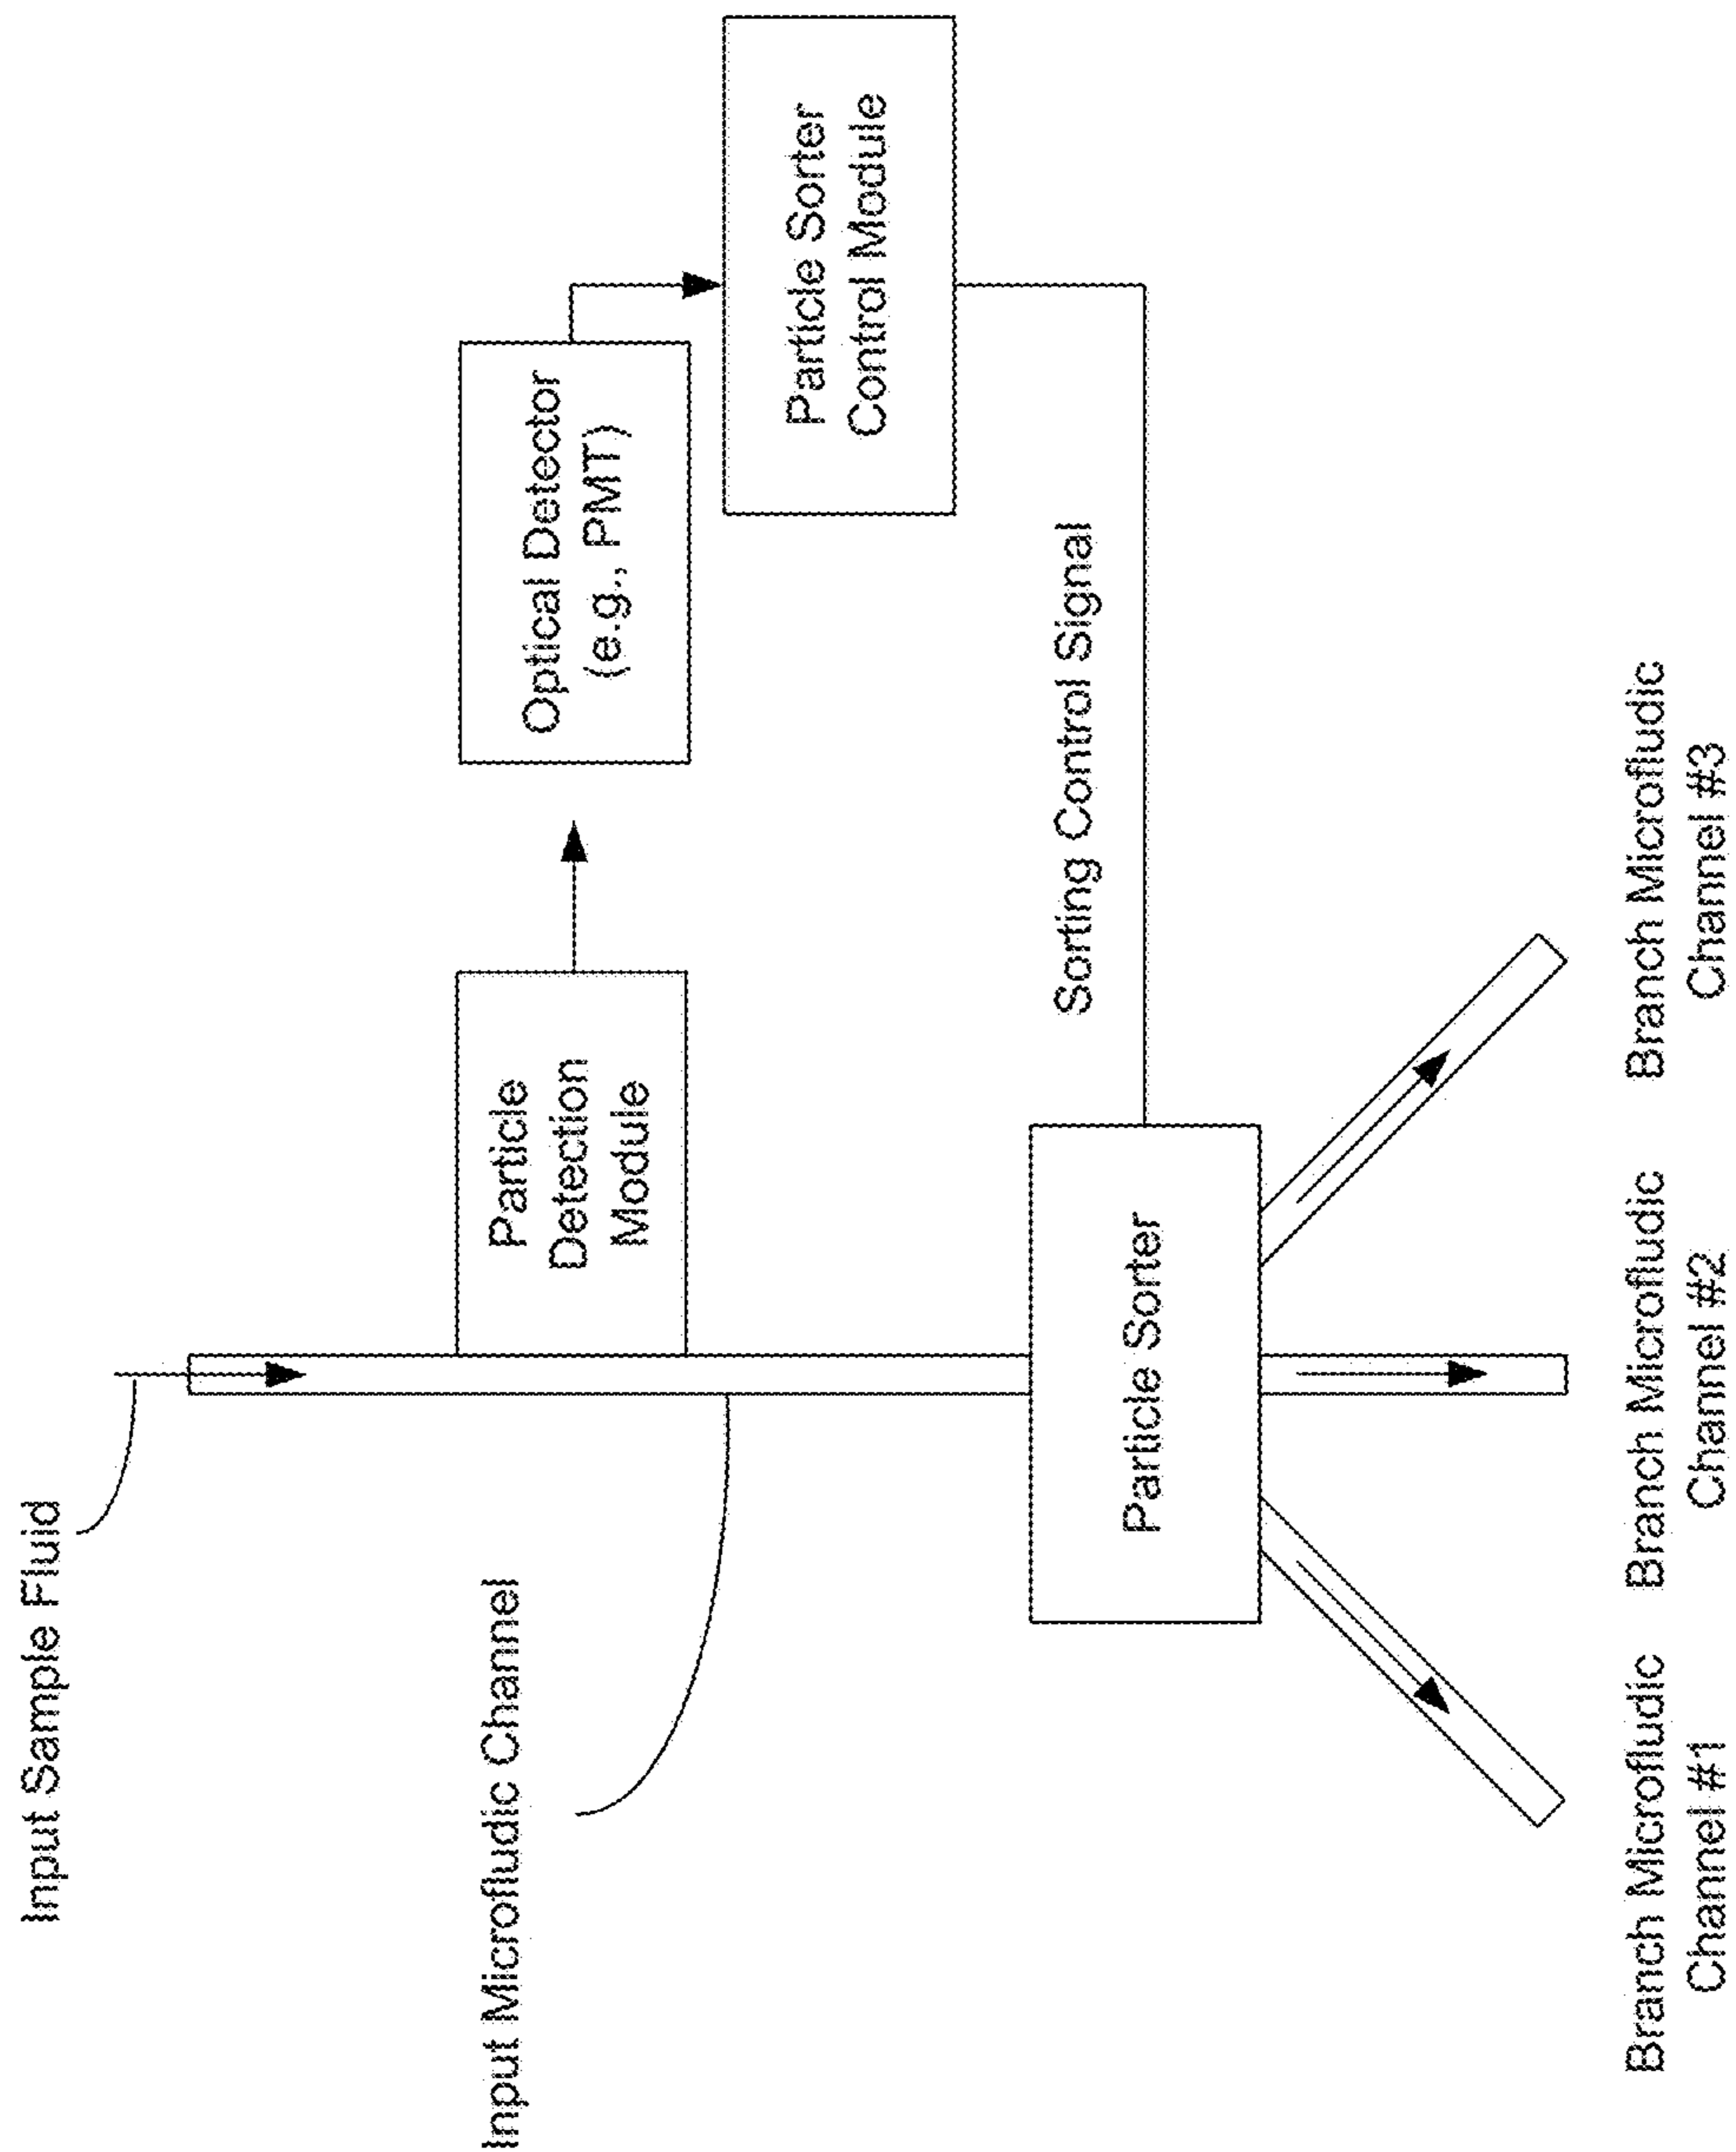 Input Sample Fluid
Input Microfludic Channel
Particle
Detection
Module
Optical Detector
(e.g., PMT)
Particle Sorter
Control Module
Sorting Control Signal
Particle Sorter
Branch Microfludic
Channel #1
Branch Microfludic
Channel #2
Branch Microfludic
Channel #3